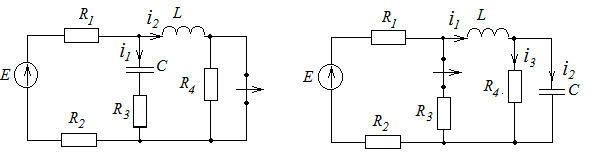 R1 i2 L
i1 C
E R4
R3
R2
R1 i1 L
i3 i2
E R4. C
R3
R2